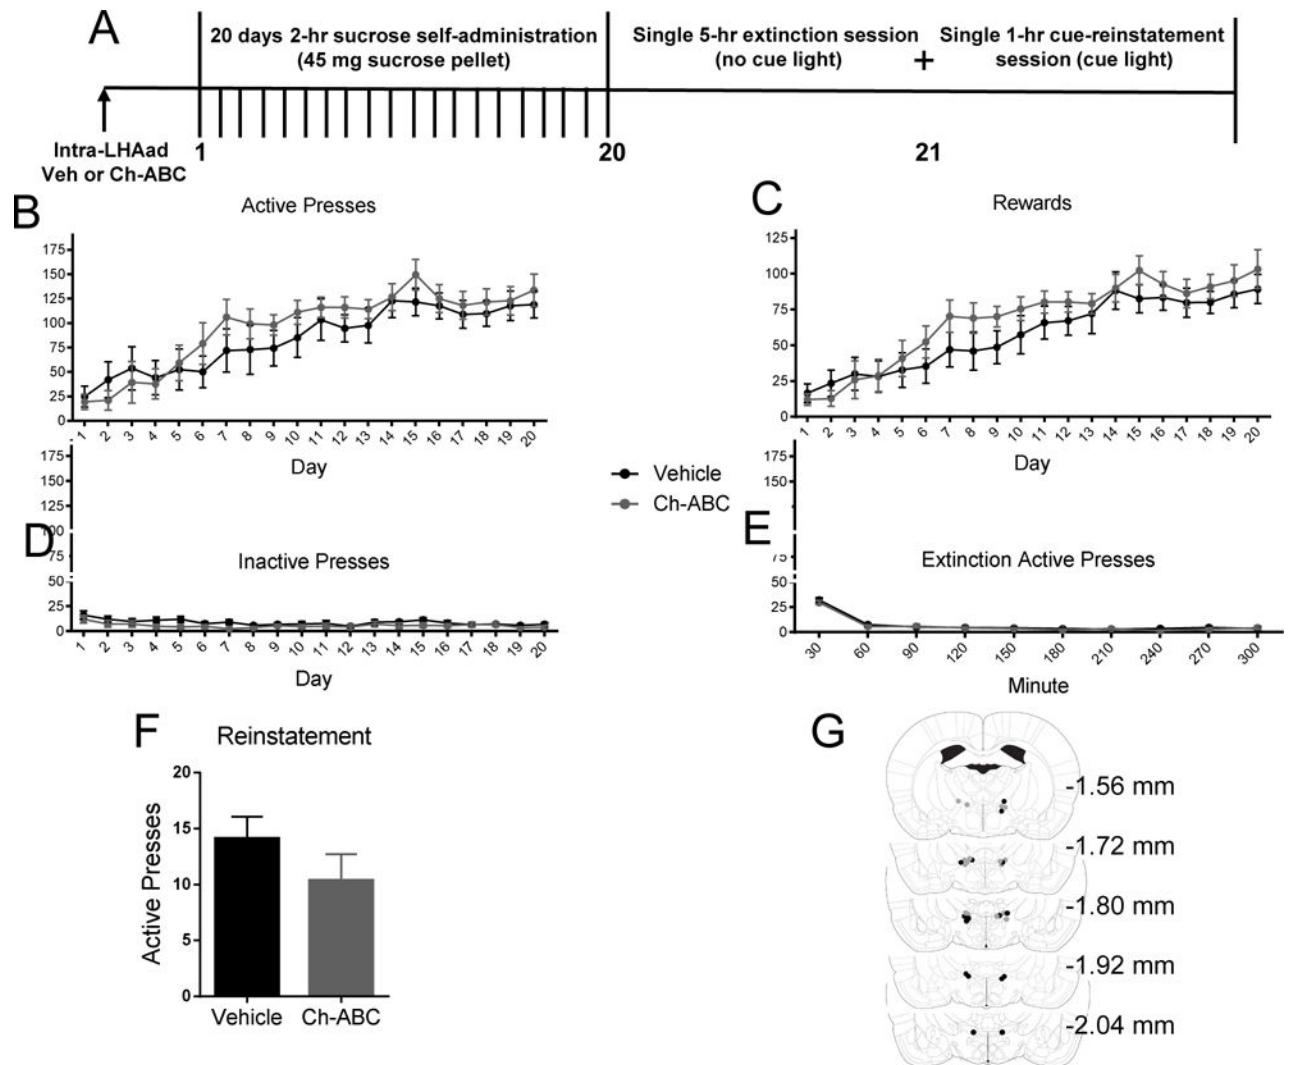 A
20 days 2-hr sucrose self-administration
(45 mg sucrose pellet)
Single 5-hr extinction session
(no cue light)
+
Single 1-hr cue-reinstatement
session (cue light)
Intra-LHAad
Veh or Ch-ABC
1
20
21
B
Active Presses
175
150
125
100
75
50
25
0
1 2 3 4 5 6 7 8 9 10 11 12 13 14 15 16 17 18 19 20
Day
C
Rewards
125
100
75
50
25
0
1 2 3 4 5 6 7 8 9 10 11 12 13 14 15 16 17 18 19 20
Day
Vehicle
Ch-ABC
D
Inactive Presses
175
150
125
100
75
50
25
0
1 2 3 4 5 6 7 8 9 10 11 12 13 14 15 16 17 18 19 20
Day
E
Extinction Active Presses
175
150
75
50
25
0
30 60 90 120 150 180 210 240 270 300
Minute
F
Reinstatement
Active Presses
20
15
10
5
0
Vehicle Ch-ABC
G
-1.56 mm
-1.72 mm
-1.80 mm
-1.92 mm
-2.04 mm